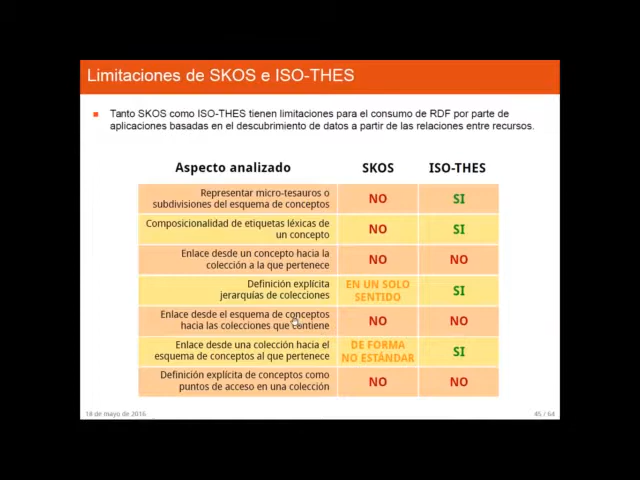 Limitaciones de SKOS e ISO-THES
Tanto SKOS como ISO-THES tienen limitaciones para el consumo de RDF por parte de
aplicaciones basadas en el descubrimiento de datos a partir de las relaciones entre recursos.
Aspecto analizado SKOS ISO-THES
Representar micro-tesauros o
subdivisiones del esquema de conceptos NO SI
Composicionalidad de etiquetas léxicas de
un concepto NO SI
Enlace desde un concepto hacia la
colección a la que pertenece NO NO
Definición explícita
jerarquías de colecciones
EN UN SOLO
SENTIDO
SI
Enlace desde el esquema de conceptos
hacia las colecciones que contiene NO NO
Enlace desde una colección hacia el
esquema de conceptos al que pertenece
DE FORMA
NO ESTÁNDAR
SI
Definición explícita de conceptos como
puntos de acceso en una colección NO NO
18 de mayo de 2016 45 / 64